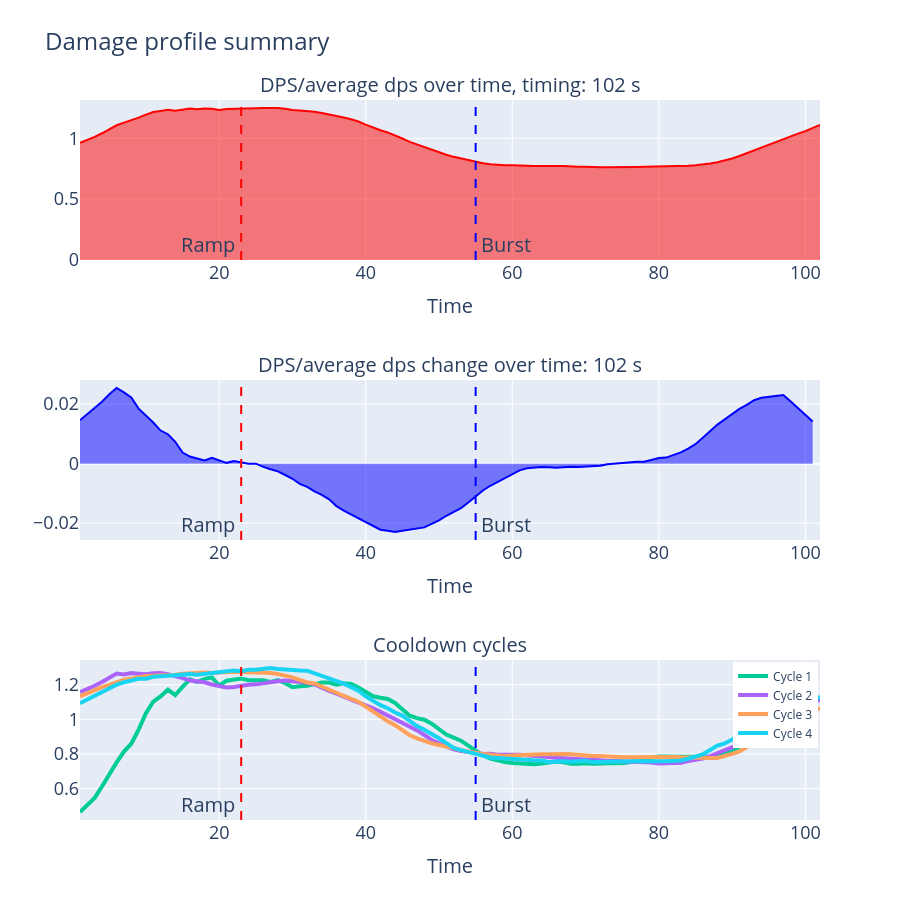 Damage profile summary
DPS/average dps over time, timing: 102 s
1
0.5
0
Ramp
Burst
20
40
60
80
100
Time
DPS/average dps change over time: 102 s
0.02
0
−0.02
Ramp
Burst
20
40
60
80
100
Time
Cooldown cycles
1.2
1
0.8
0.6
Cycle 1
Cycle 2
Cycle 3
Cycle 4
Ramp
Burst
20
40
60
80
100
Time